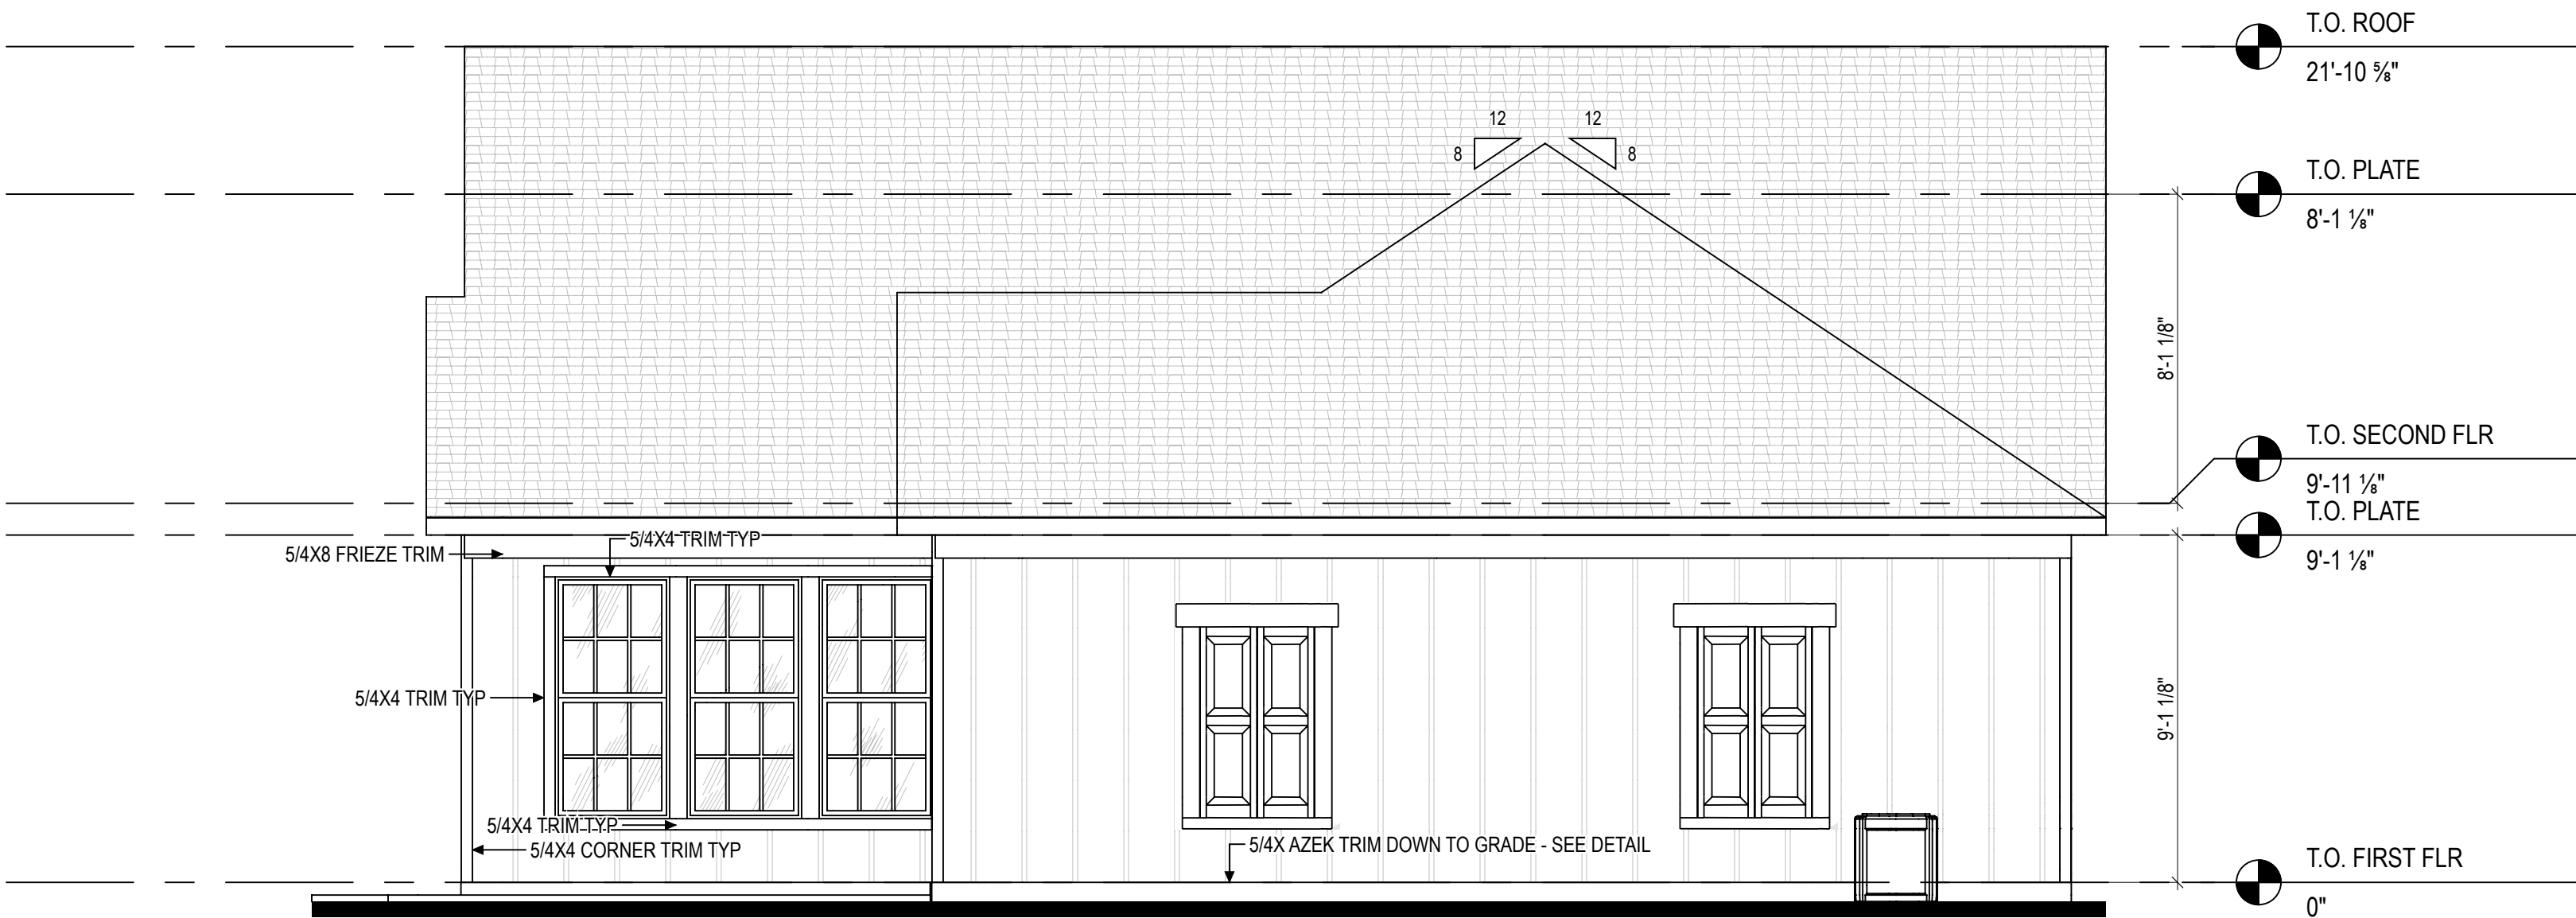 T.O. ROOF
21'-10 ⅝"
12
12
8
8
T.O. PLATE
8'-1 ⅛"
8'-1 1/8"
T.O. SECOND FLR
9'-11 ⅛"
T.O. PLATE
9'-1 ⅛"
5/4X8 FRIEZE TRIM
5/4X4 TRIM TYP
5/4X4 TRIM TYP
9'-1 1/8"
5/4X4 TRIM TYP
5/4X4 CORNER TRIM TYP
5/4X AZEK TRIM DOWN TO GRADE - SEE DETAIL
T.O. FIRST FLR
0"